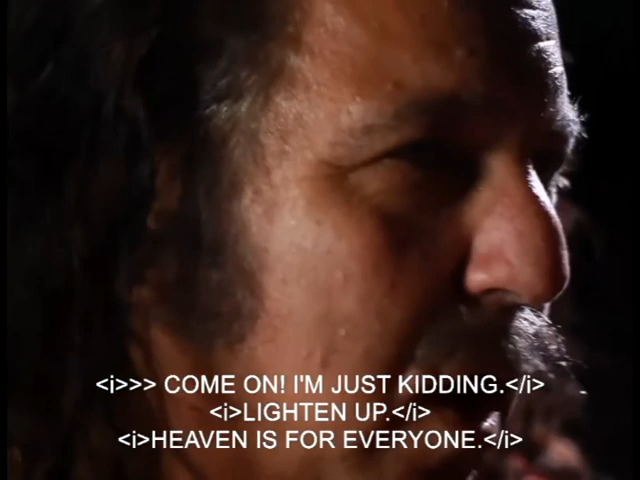 <i>>> COME ON! I'M JUST KIDDING.</i>
<i>LIGHTEN UP.</i>
<i>HEAVEN IS FOR EVERYONE.</i>